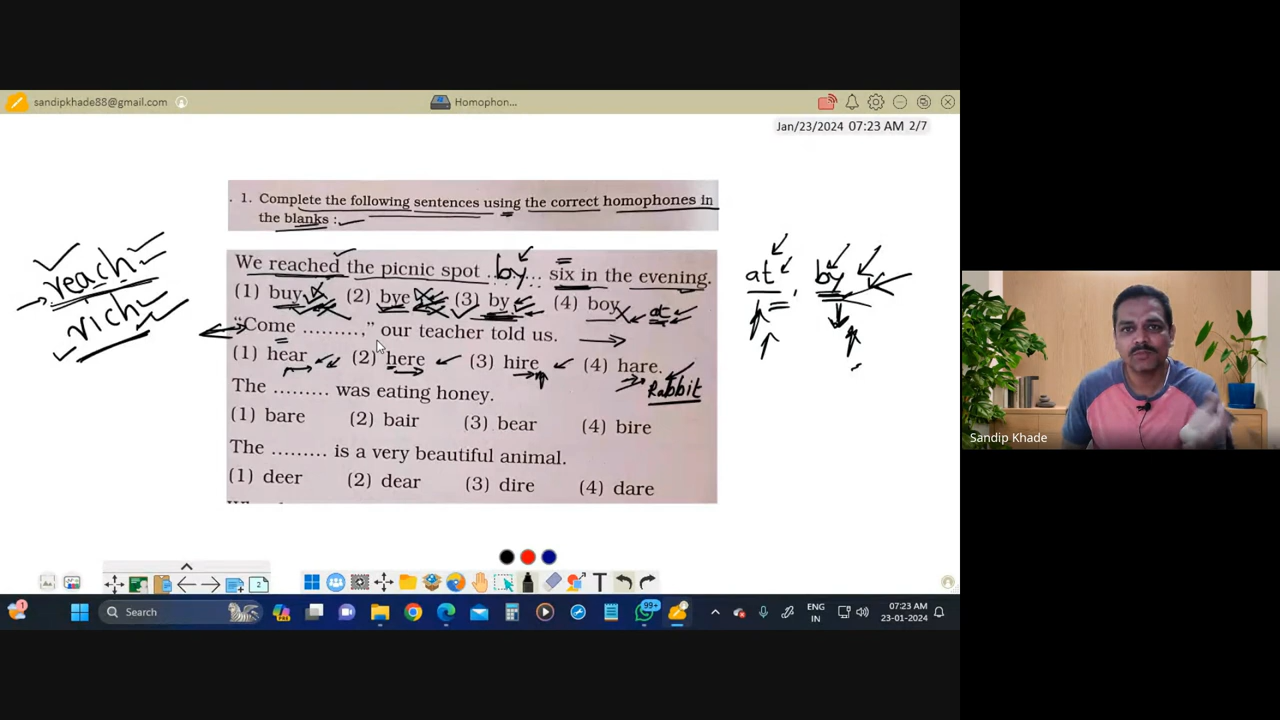 sandipkhade88@gmail.com
Homophon...
Jan/23/2024 07:23 AM 2/7
1. Complete the following sentences using the correct homophones in
the blanks :
We reached the picnic spot ...by... six in the evening.
(1) buy (2) bye (3) by (4) boy at
"Come ..........," our teacher told us.
(1) hear (2) here (3) hire (4) hare.
Rabbit
The ......... was eating honey.
(1) bare (2) bair (3) bear (4) bire
The ......... is a very beautiful animal.
(1) deer (2) dear (3) dire (4) dare
reach
rich
at , by
Sandip Khade
2
T
1
Search
PRE
99+
ENG
IN
07:23 AM
23-01-2024